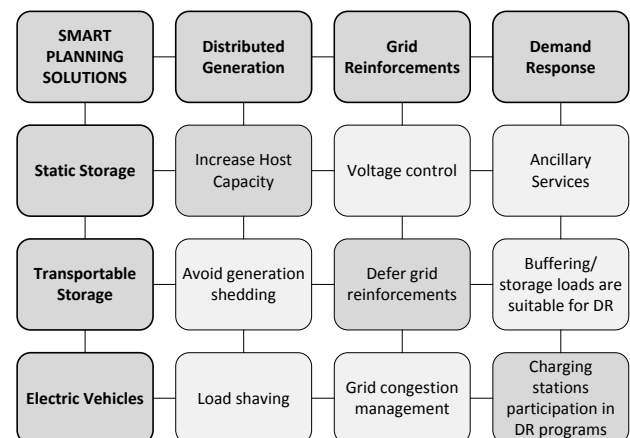 SMART
PLANNING
SOLUTIONS
Distributed
Generation
Grid
Reinforcements
Demand
Response
Static Storage
Increase Host
Capacity
Voltage control
Ancillary
Services
Transportable
Storage
Avoid generation
shedding
Defer grid
reinforcements
Buffering/
storage loads are
suitable for DR
Electric Vehicles
Load shaving
Grid congestion
management
Charging
stations
participation in
DR programs